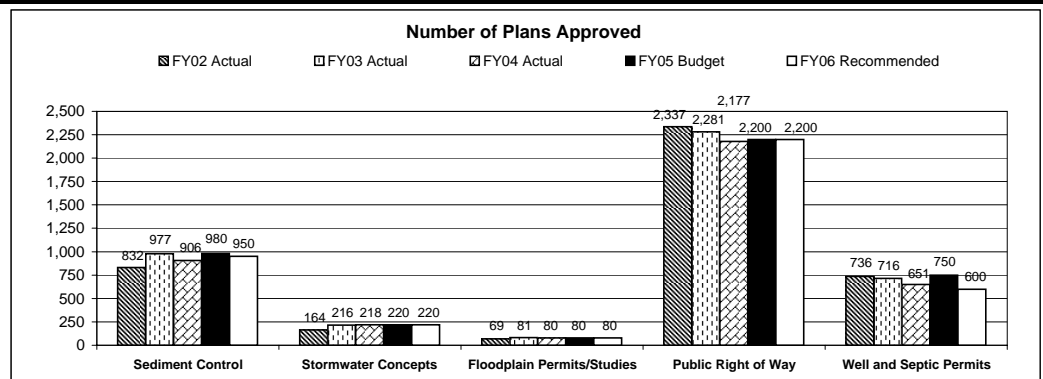 Number of Plans Approved
FY02 Actual FY03 Actual FY04 Actual FY05 Budget FY06 Recommended
2,500
2,250
2,000
1,750
1,500
1,250
1,000
750
500
250
0
832 977 906 980 950
164 216 218 220 220
69 81 80 80 80
2,337 2,281 2,177 2,200 2,200
736 716 651 750 600
Sediment Control Stormwater Concepts Floodplain Permits/Studies Public Right of Way Well and Septic Permits